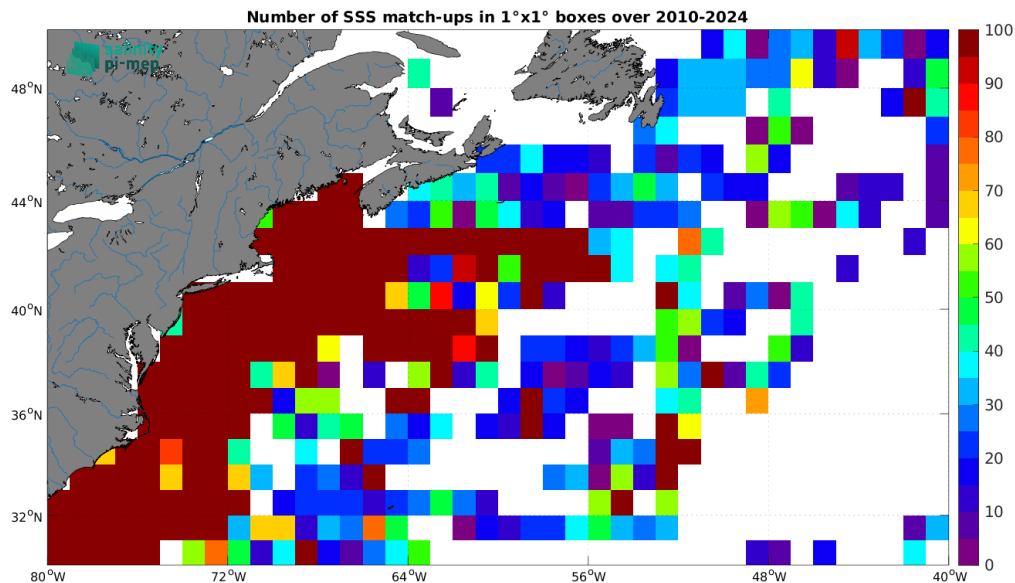 Number of SSS match-ups in 1°x1° boxes over 2010-2024
salinity
pi-mep
48°N
44°N
40°N
36°N
32°N
80°W 72°W 64°W 56°W 48°W 40°W
100
90
80
70
60
50
40
30
20
10
0